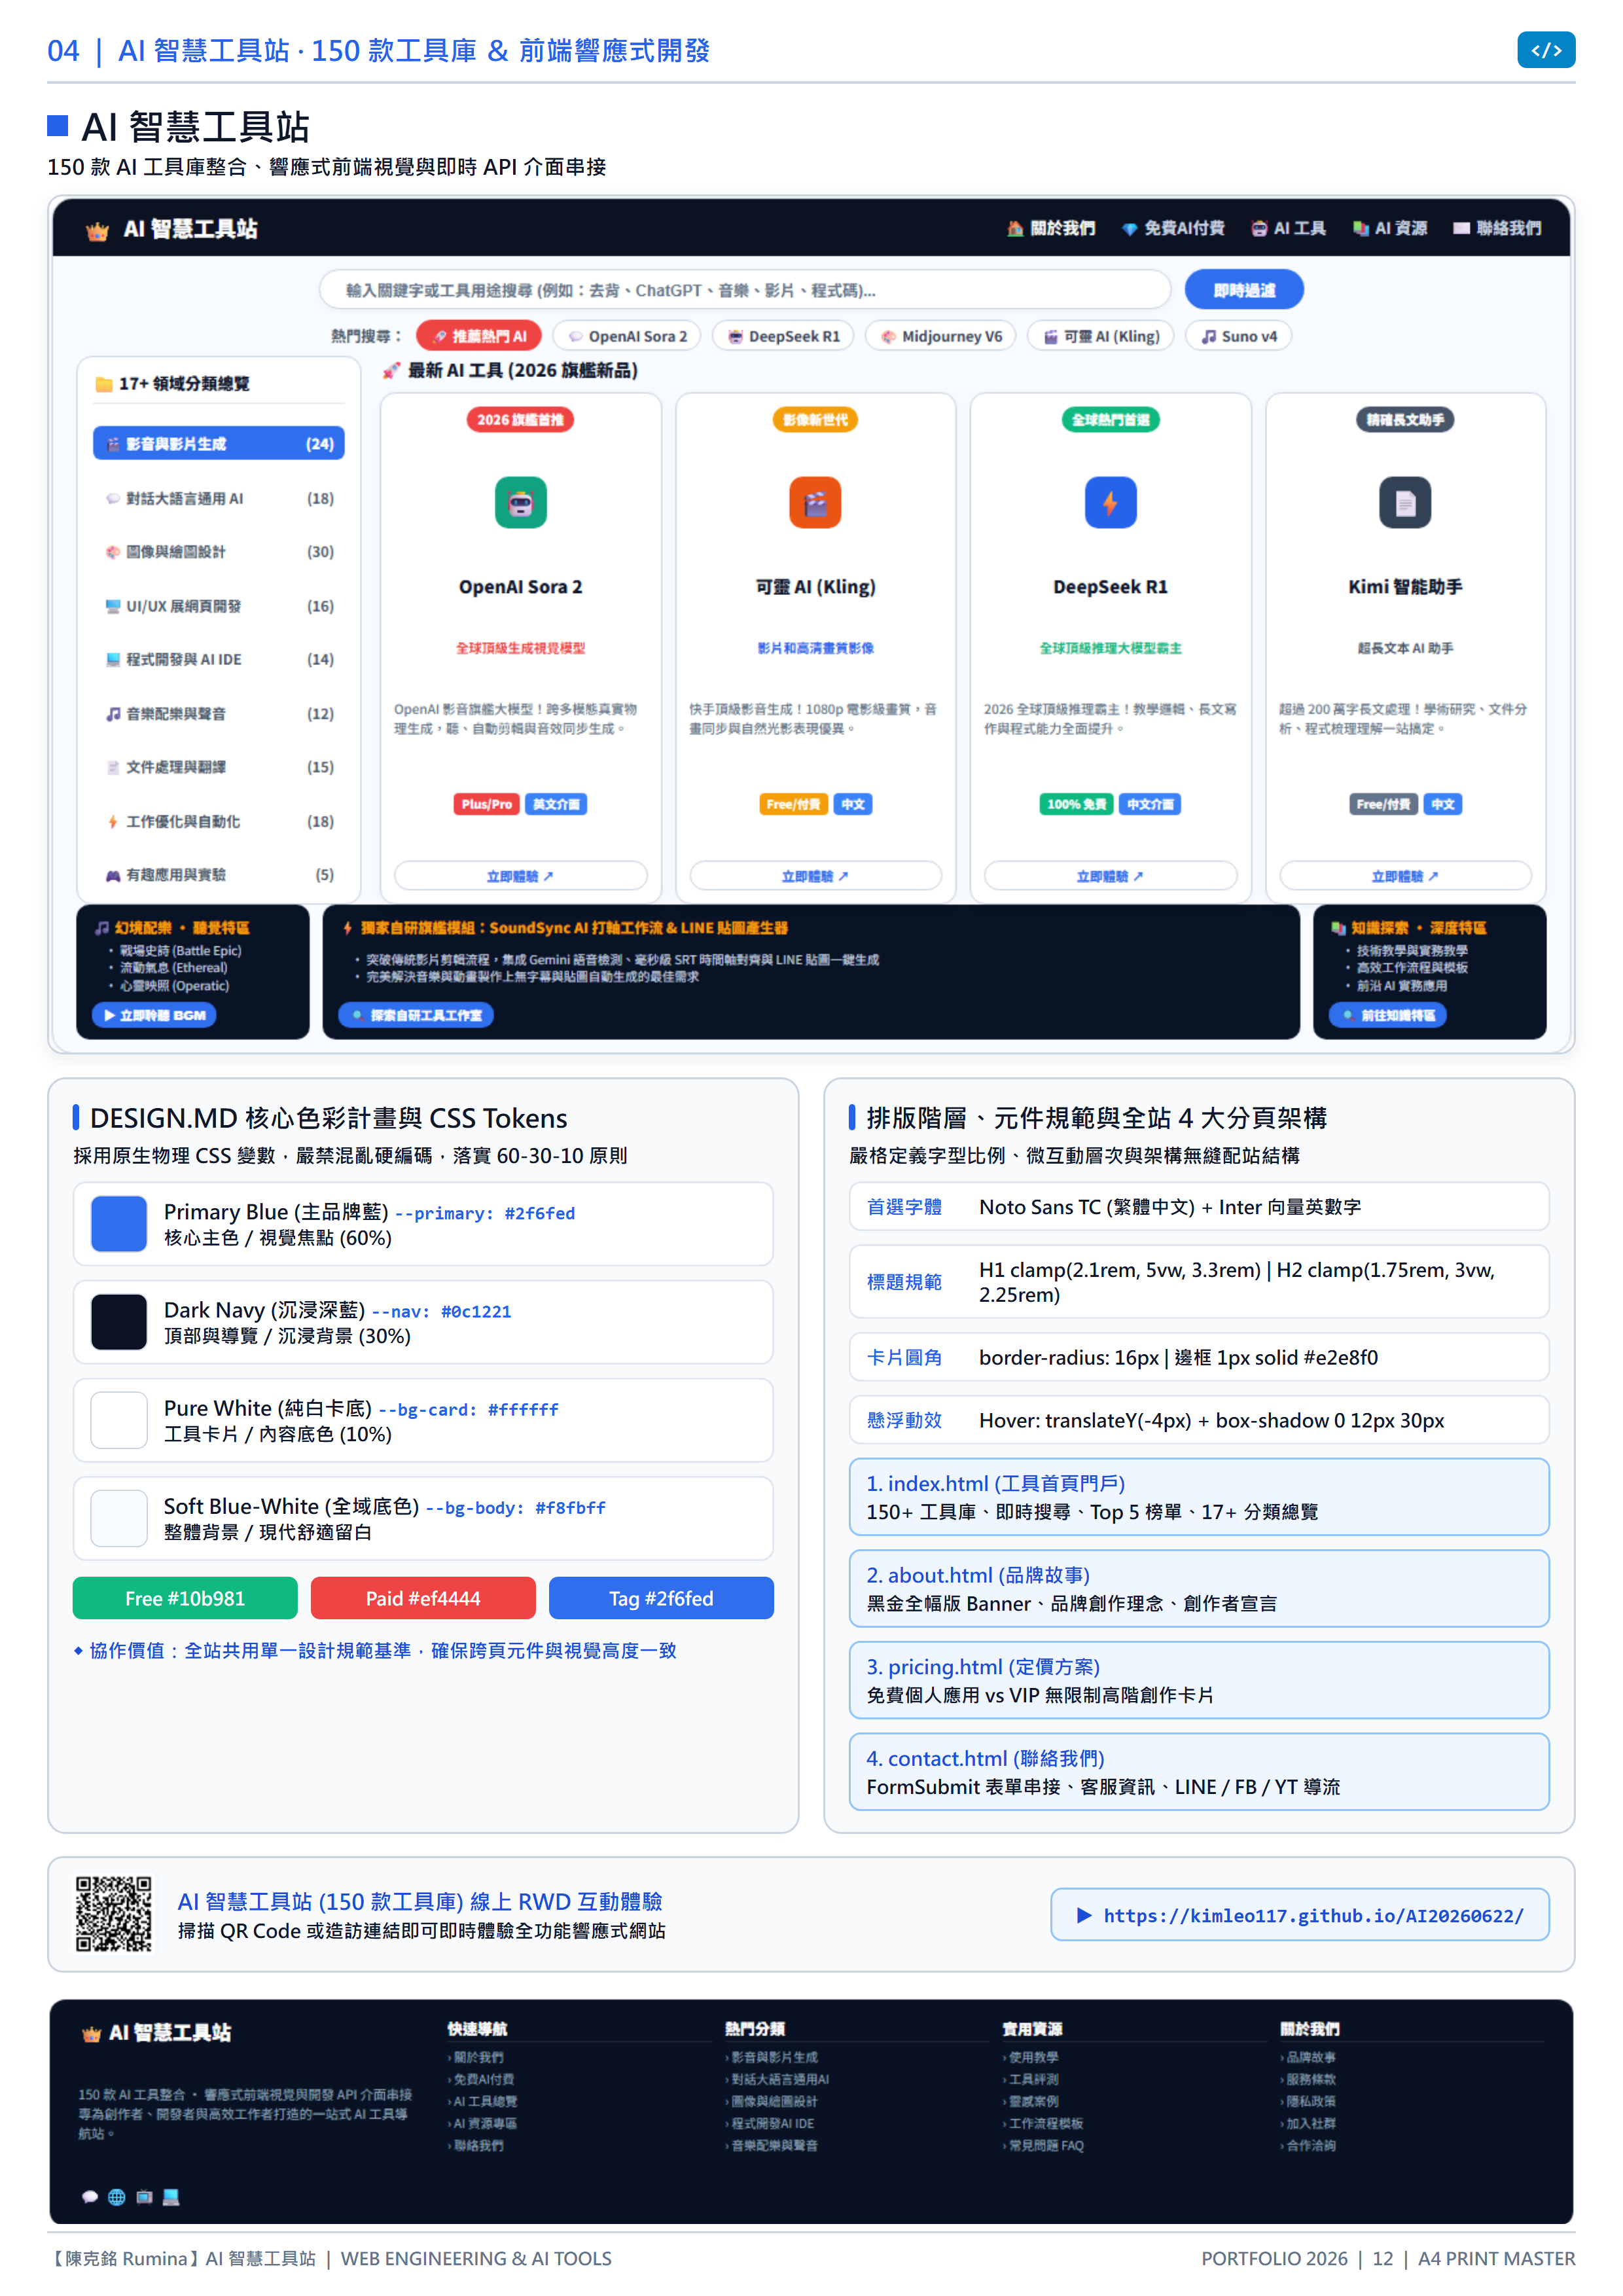 04 | AI 智慧工具站 · 150 款工具庫 & 前端響應式開發
</>
AI 智慧工具站
150 款 AI 工具庫整合、響應式前端視覺與即時 API 介面串接
AI 智慧工具站
關於我們
免費AI付費
AI 工具
AI 資源
聯絡我們
輸入關鍵字或工具用途搜尋 (例如：去背、ChatGPT、音樂、影片、程式碼)...
即時過濾
熱門搜尋：
推薦熱門 AI
OpenAI Sora 2
DeepSeek R1
Midjourney V6
可靈 AI (Kling)
Suno v4
17+ 領域分類總覽
影音與影片生成 (24)
對話大語言通用 AI (18)
圖像與繪圖設計 (30)
UI/UX 展網頁開發 (16)
程式開發與 AI IDE (14)
音樂配樂與聲音 (12)
文件處理與翻譯 (15)
工作優化與自動化 (18)
有趣應用與實驗 (5)
最新 AI 工具 (2026 旗艦新品)
2026 旗艦首推
OpenAI Sora 2
全球頂級生成視覺模型
OpenAI 影音旗艦大模型！跨多模態真實物
理生成，聽、自動剪輯與音效同步生成。
Plus/Pro
英文介面
立即體驗 ↗
影像新世代
可靈 AI (Kling)
影片和高清畫質影像
快手頂級影音生成！1080p 電影級畫質，音
畫同步與自然光影表現優異。
Free/付費
中文
立即體驗 ↗
全球熱門首選
DeepSeek R1
全球頂級推理大模型霸主
2026 全球頂級推理霸主！教學邏輯、長文寫
作與程式能力全面提升。
100% 免費
中文介面
立即體驗 ↗
精確長文助手
Kimi 智能助手
超長文本 AI 助手
超過 200 萬字長文處理！學術研究、文件分
析、程式梳理理解一站搞定。
Free/付費
中文
立即體驗 ↗
幻境配樂 · 聽覺特區
• 戰場史詩 (Battle Epic)
• 流動氣息 (Ethereal)
• 心靈映照 (Operatic)
▶ 立即聆聽 BGM
獨家自研旗艦模組：SoundSync AI 打軸工作流 & LINE 貼圖產生器
• 突破傳統影片剪輯流程，集成 Gemini 語音檢測、毫秒級 SRT 時間軸對齊與 LINE 貼圖一鍵生成
• 完美解決音樂與動畫製作上無字幕與貼圖自動生成的最佳需求
探索自研工具工作室
知識探索 · 深度特區
• 技術教學與實務教學
• 高效工作流程與模板
• 前沿 AI 實務應用
前往知識特區
DESIGN.MD 核心色彩計畫與 CSS Tokens
採用原生物理 CSS 變數，嚴禁混亂硬編碼，落實 60-30-10 原則
Primary Blue (主品牌藍) --primary: #2f6fed
核心主色 / 視覺焦點 (60%)
Dark Navy (沉浸深藍) --nav: #0c1221
頂部與導覽 / 沉浸背景 (30%)
Pure White (純白卡底) --bg-card: #ffffff
工具卡片 / 內容底色 (10%)
Soft Blue-White (全域底色) --bg-body: #f8fbff
整體背景 / 現代舒適留白
Free #10b981
Paid #ef4444
Tag #2f6fed
◆ 協作價值：全站共用單一設計規範基準，確保跨頁元件與視覺高度一致
排版階層、元件規範與全站 4 大分頁架構
嚴格定義字型比例、微互動層次與架構無縫配站結構
首選字體 Noto Sans TC (繁體中文) + Inter 向量英數字
標題規範 H1 clamp(2.1rem, 5vw, 3.3rem) | H2 clamp(1.75rem, 3vw,
2.25rem)
卡片圓角 border-radius: 16px | 邊框 1px solid #e2e8f0
懸浮動效 Hover: translateY(-4px) + box-shadow 0 12px 30px
1. index.html (工具首頁門戶)
150+ 工具庫、即時搜尋、Top 5 榜單、17+ 分類總覽
2. about.html (品牌故事)
黑金全幅版 Banner、品牌創作理念、創作者宣言
3. pricing.html (定價方案)
免費個人應用 vs VIP 無限制高階創作卡片
4. contact.html (聯絡我們)
FormSubmit 表單串接、客服資訊、LINE / FB / YT 導流
AI 智慧工具站 (150 款工具庫) 線上 RWD 互動體驗
掃描 QR Code 或造訪連結即可即時體驗全功能響應式網站
▶ https://kimleo117.github.io/AI20260622/
AI 智慧工具站
150 款 AI 工具整合 · 響應式前端視覺與開發 API 介面串接
專為創作者、開發者與高效工作者打造的一站式 AI 工具導
航站。
快速導航
› 關於我們
› 免費AI付費
› AI 工具總覽
› AI 資源專區
› 聯絡我們
熱門分類
› 影音與影片生成
› 對話大語言通用AI
› 圖像與繪圖設計
› 程式開發AI IDE
› 音樂配樂與聲音
實用資源
› 使用教學
› 工具評測
› 靈感案例
› 工作流程模板
› 常見問題 FAQ
關於我們
› 品牌故事
› 服務條款
› 隱私政策
› 加入社群
› 合作洽詢
【陳克銘 Rumina】AI 智慧工具站 | WEB ENGINEERING & AI TOOLS
PORTFOLIO 2026 | 12 | A4 PRINT MASTER